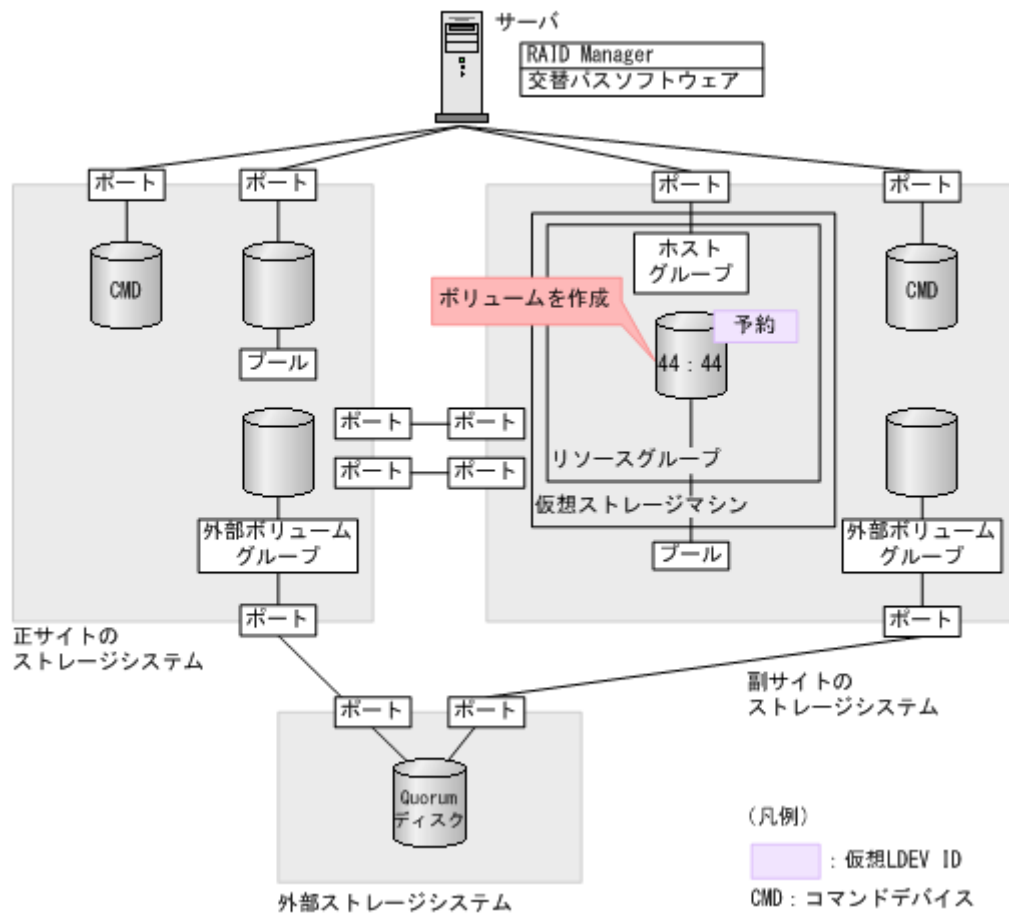 サーバ
RAID Manager
交替パスソフトウェア
ポート
ポート
ポート
ポート
CMD
ホスト
グループ
CMD
ボリュームを作成
予約
44:44
プール
ポート
ポート
ポート
ポート
リソースグループ
仮想ストレージマシン
外部ボリューム
グループ
プール
外部ボリューム
グループ
ポート
ポート
正サイトの
ストレージシステム
副サイトの
ストレージシステム
ポート
ポート
Quorum
ディスク
外部ストレージシステム
(凡例)
:仮想LDEV ID
CMD:コマンドデバイス